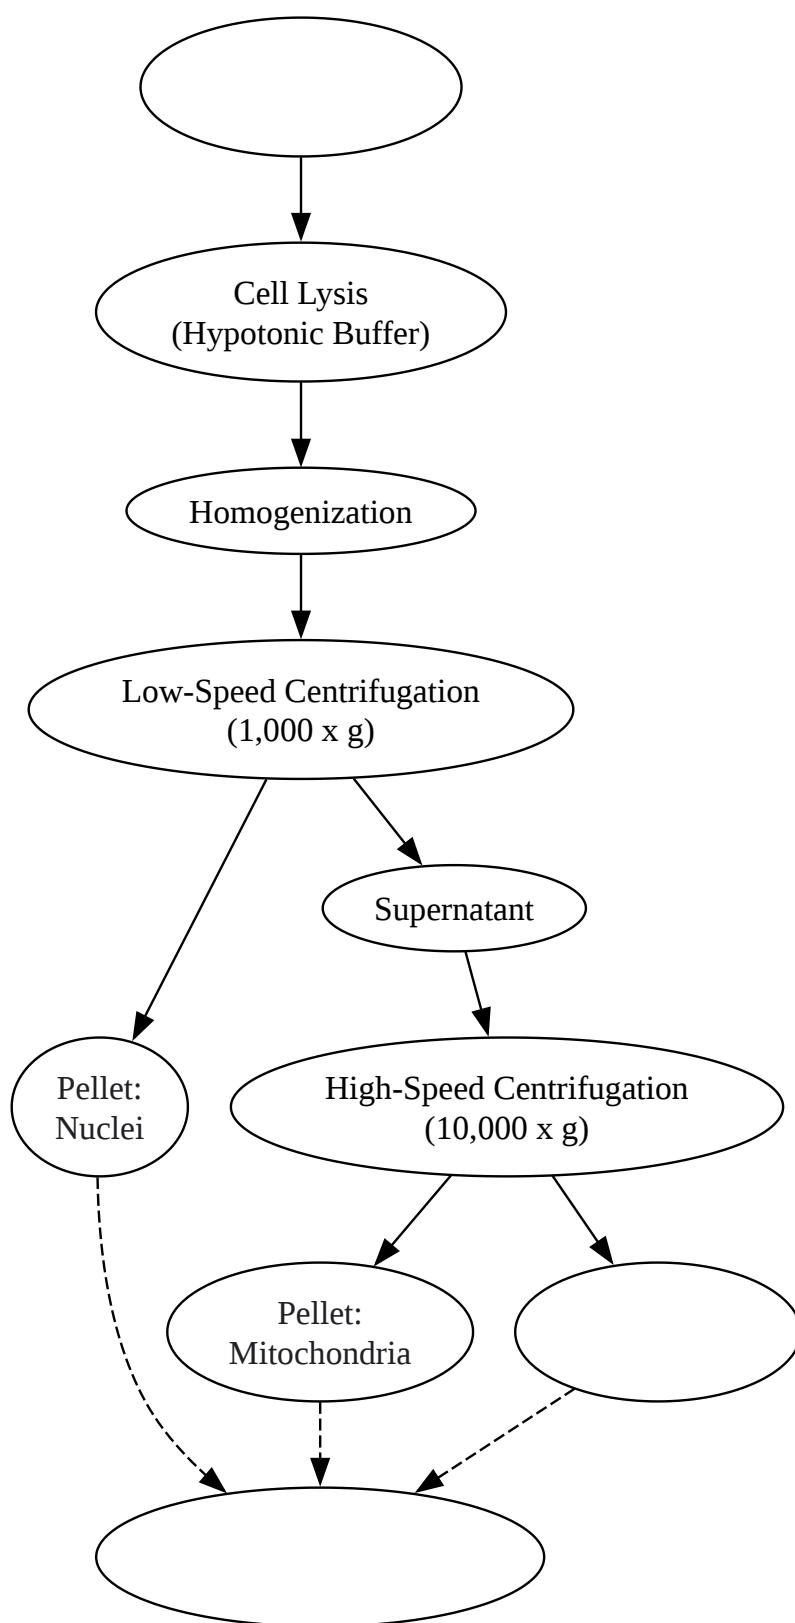 Cell Lysis
(Hypotonic Buffer)
Homogenization
Low-Speed Centrifugation
(1,000 x g)
Supernatant
Pellet:
Nuclei
High-Speed Centrifugation
(10,000 x g)
Pellet:
Mitochondria